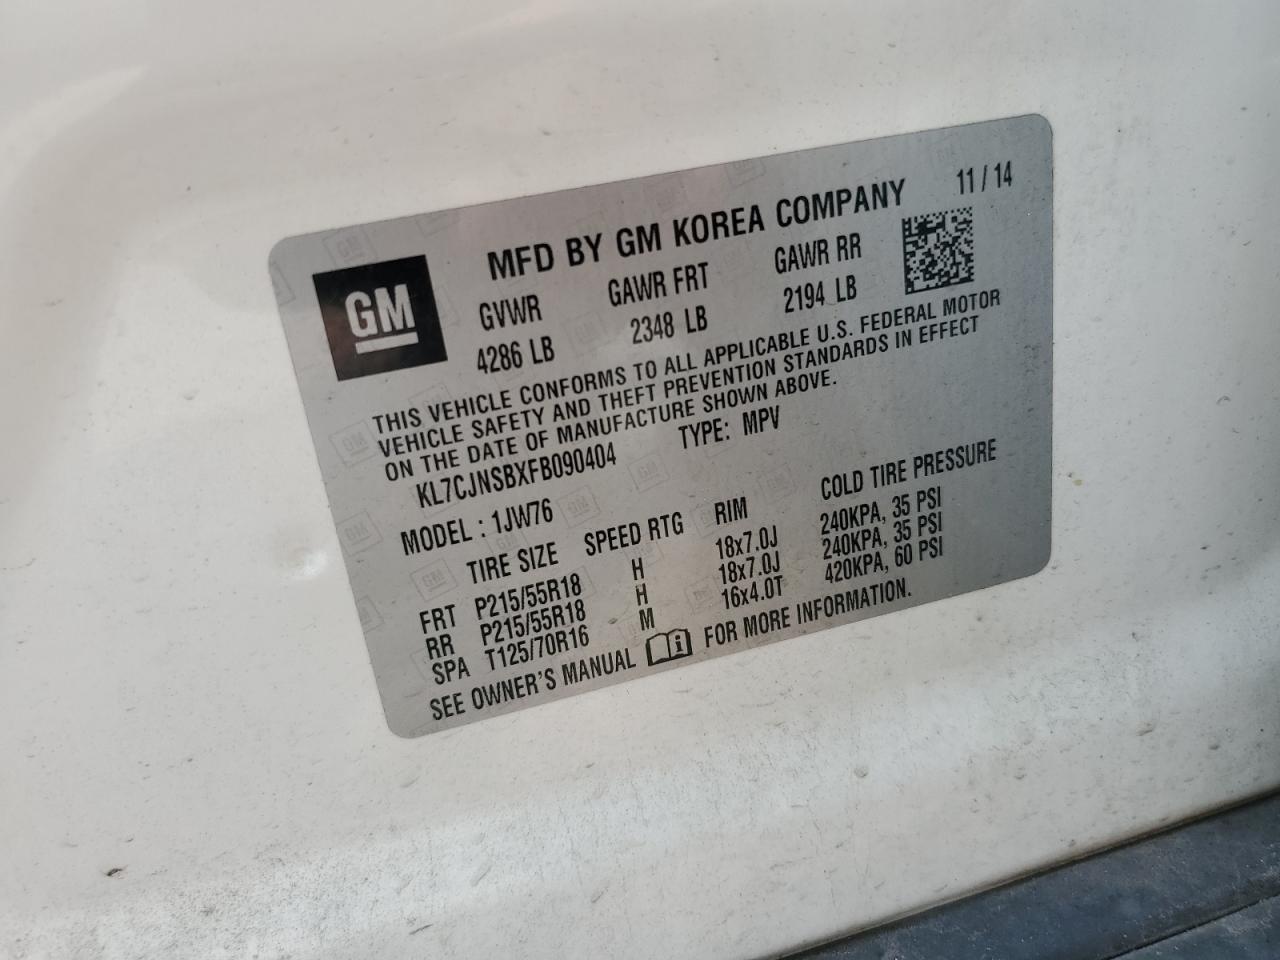 GM
MFD BY GM KOREA COMPANY 11 / 14
GVWR GAWR FRT GAWR RR
4286 LB 2348 LB 2194 LB
THIS VEHICLE CONFORMS TO ALL APPLICABLE U.S. FEDERAL MOTOR
VEHICLE SAFETY AND THEFT PREVENTION STANDARDS IN EFFECT
ON THE DATE OF MANUFACTURE SHOWN ABOVE.
KL7CJNSBXFB090404 TYPE: MPV
MODEL : 1JW76
TIRE SIZE SPEED RTG RIM COLD TIRE PRESSURE
FRT P215/55R18 H 18x7.0J 240KPA, 35 PSI
RR P215/55R18 H 18x7.0J 240KPA, 35 PSI
SPA T125/70R16 M 16x4.0T 420KPA, 60 PSI
SEE OWNER'S MANUAL FOR MORE INFORMATION.